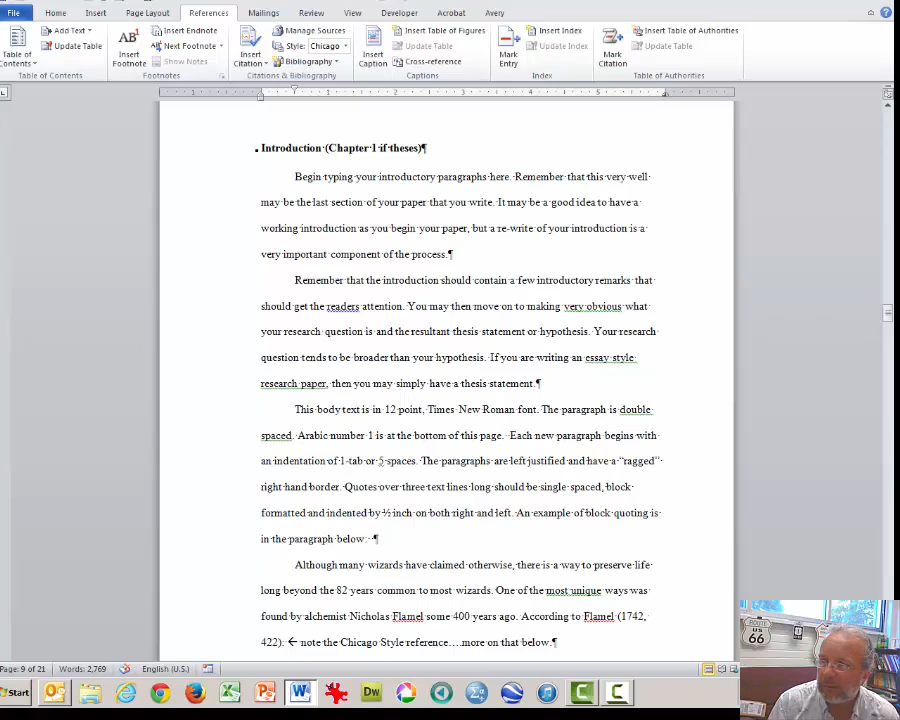 File Home Insert Page Layout References Mailings Review View Developer Acrobat Avery
Table of Contents
Add Text
Update Table
Table of Contents
AB¹
Insert Footnote
Insert Endnote
Next Footnote
Show Notes
Footnotes
Insert Citation
Manage Sources
Style: Chicago
Bibliography
Citations & Bibliography
Insert Caption
Insert Table of Figures
Update Table
Cross-reference
Captions
Mark Entry
Insert Index
Update Index
Index
Mark Citation
Insert Table of Authorities
Update Table
Table of Authorities
1 1 2 3 4 5
Introduction (Chapter 1 if theses)¶
Begin typing your introductory paragraphs here. Remember that this very well
may be the last section of your paper that you write. It may be a good idea to have a
working introduction as you begin your paper, but a re-write of your introduction is a
very important component of the process.¶
Remember that the introduction should contain a few introductory remarks that
should get the readers attention. You may then move on to making very obvious what
your research question is and the resultant thesis statement or hypothesis. Your research
question tends to be broader than your hypothesis. If you are writing an essay style
research paper, then you may simply have a thesis statement.¶
This body text is in 12 point, Times New Roman font. The paragraph is double
spaced. Arabic number 1 is at the bottom of this page. Each new paragraph begins with
an indentation of 1-tab or 5 spaces. The paragraphs are left justified and have a “ragged”
right hand border. Quotes over three text lines long should be single spaced, block
formatted and indented by ½ inch on both right and left. An example of block quoting is
in the paragraph below: ¶
Although many wizards have claimed otherwise, there is a way to preserve life
long beyond the 82 years common to most wizards. One of the most unique ways was
found by alchemist Nicholas Flamel some 400 years ago. According to Flamel (1742,
422): ← note the Chicago Style reference….more on that below.¶
ROUTE
US
66
Page: 9 of 21 Words: 2,769 English (U.S.)
Start